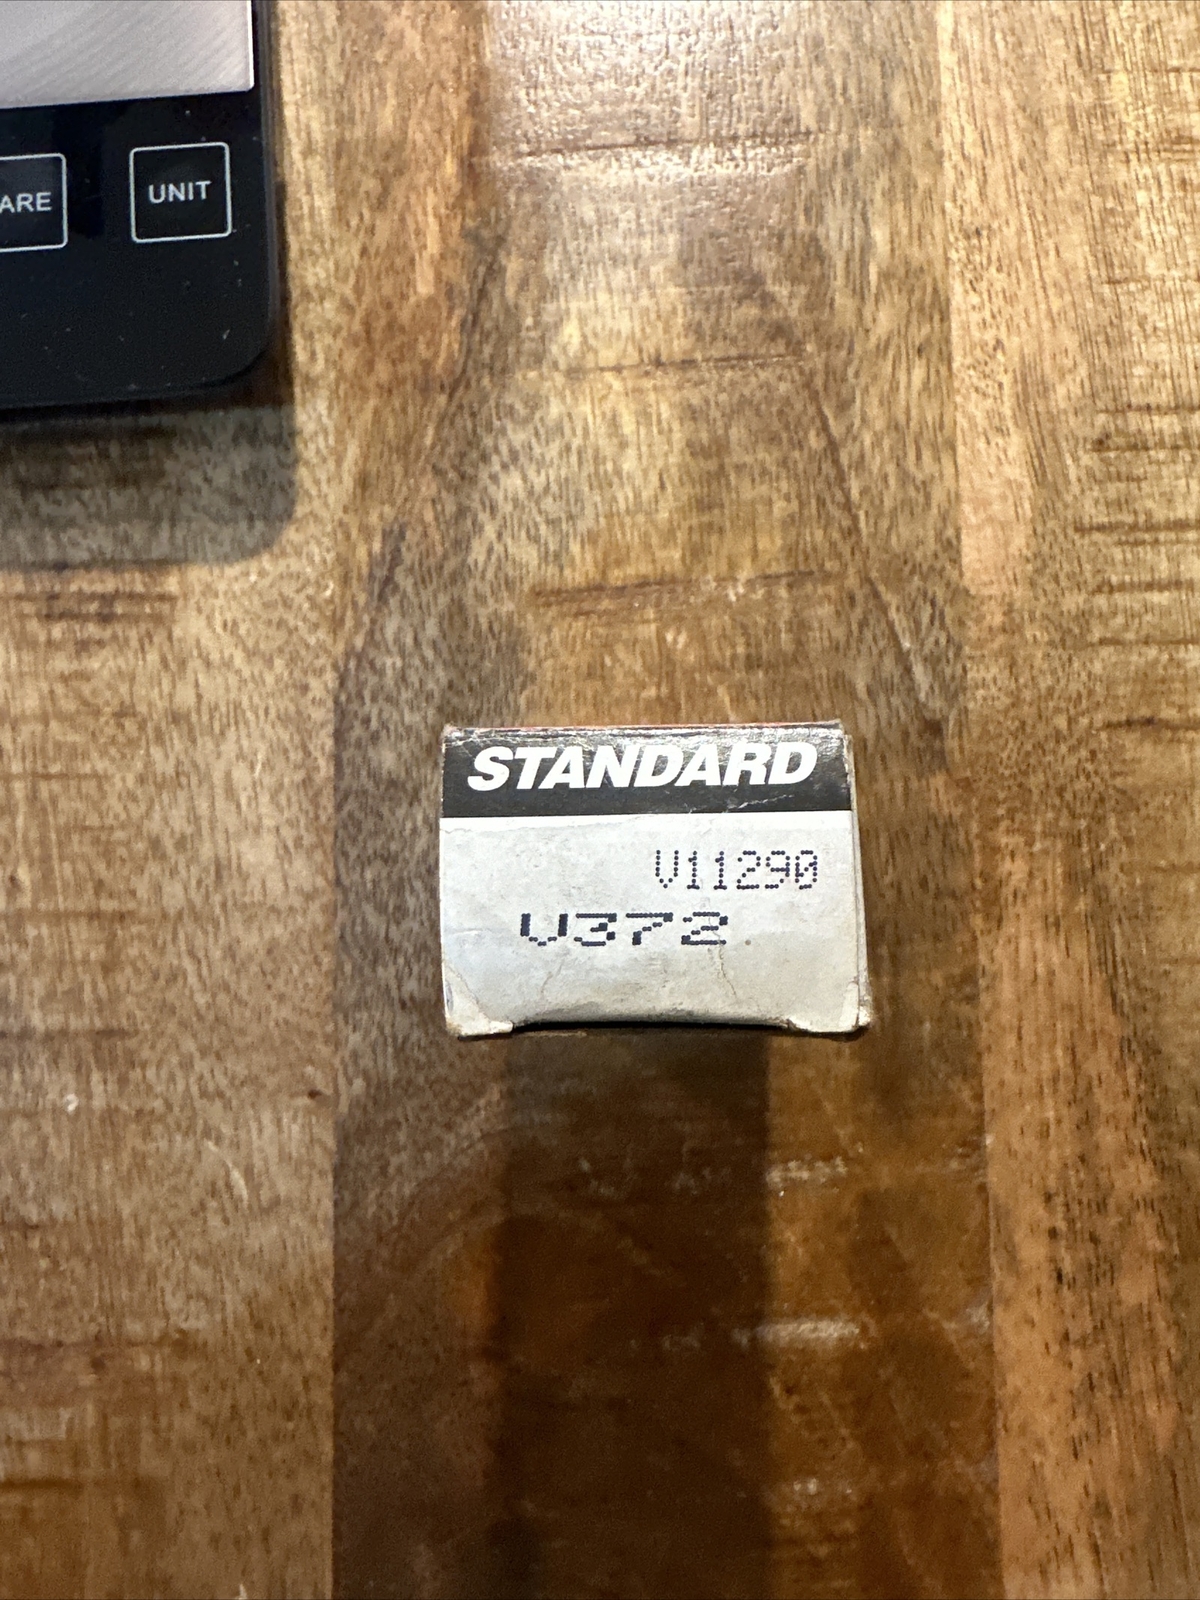 ARE
UNIT
STANDARD
V11290
V372